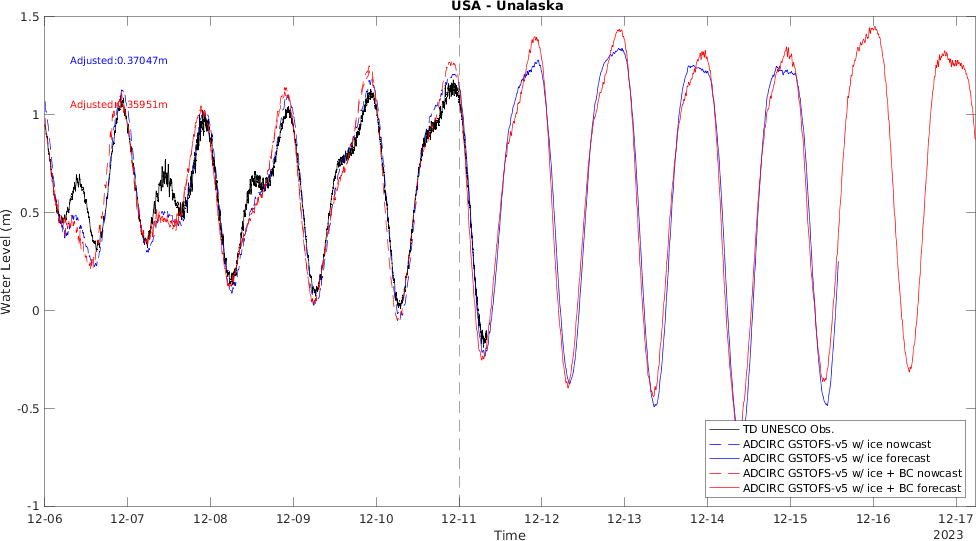 USA - Unalaska
1.5
Adjusted:0.37047m
Adjusted:0.35951m
1
0.5
0
-0.5
-1
Water Level (m)
TD UNESCO Obs.
ADCIRC GSTOFS-v5 w/ ice nowcast
ADCIRC GSTOFS-v5 w/ ice forecast
ADCIRC GSTOFS-v5 w/ ice + BC nowcast
ADCIRC GSTOFS-v5 w/ ice + BC forecast
12-06 12-07 12-08 12-09 12-10 12-11 12-12 12-13 12-14 12-15 12-16 12-17
Time
2023